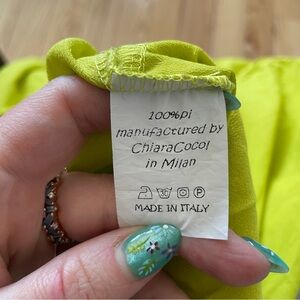 100%pl
manufactured by
ChiaraCocol
in Milan
MADE IN ITALY